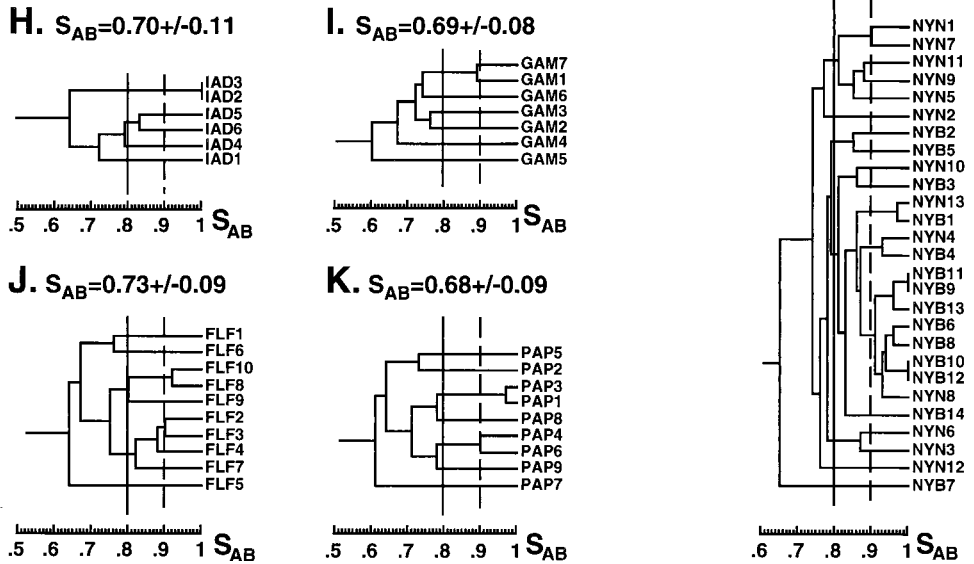 H. SAB=0.70+/-0.11
IAD3
IAD2
IAD5
IAD6
IAD4
IAD1
.5 .6 .7 .8 .9 1 SAB
I. SAB=0.69+/-0.08
GAM7
GAM1
GAM6
GAM3
GAM2
GAM4
GAM5
.5 .6 .7 .8 .9 1 SAB
J. SAB=0.73+/-0.09
FLF1
FLF6
FLF10
FLF8
FLF9
FLF2
FLF3
FLF4
FLF7
FLF5
.5 .6 .7 .8 .9 1 SAB
K. SAB=0.68+/-0.09
PAP5
PAP2
PAP3
PAP1
PAP8
PAP4
PAP6
PAP9
PAP7
.5 .6 .7 .8 .9 1 SAB
NYN1
NYN7
NYN11
NYN9
NYN5
NYN2
NYB2
NYB5
NYN10
NYB3
NYN13
NYB1
NYN4
NYB4
NYB11
NYB9
NYB13
NYB6
NYB8
NYB10
NYB12
NYN8
NYB14
NYN6
NYN3
NYN12
NYB7
.6 .7 .8 .9 1 SAB